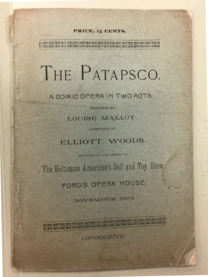 PRICE, 15 CENTS.
THE PATAPSCO.
A COMIC OPERA IN TWO ACTS.
WRITTEN BY
LOUISE MALLOY
COMPOSED BY
ELLIOTT WOODS.
The Baltimore American's Doll and Toy Show.
FORD'S OPERA HOUSE.
NOVEMBER
COPYRIGHTED.